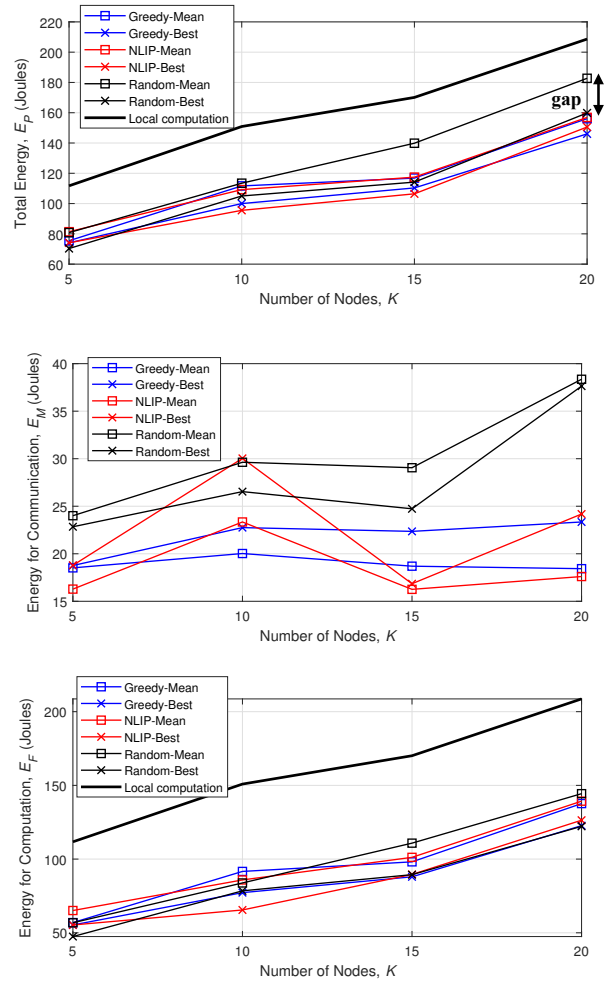 220
200
180
160
140
120
100
80
60
Total Energy, E_P (Joules)
Greedy-Mean
Greedy-Best
NLIP-Mean
NLIP-Best
Random-Mean
Random-Best
Local computation
gap
5
10
15
20
Number of Nodes, K
40
35
30
25
20
15
Energy for Communication, E_M (Joules)
Greedy-Mean
Greedy-Best
NLIP-Mean
NLIP-Best
Random-Mean
Random-Best
5
10
15
20
Number of Nodes, K
200
150
100
50
Energy for Computation, E_F (Joules)
Greedy-Mean
Greedy-Best
NLIP-Mean
NLIP-Best
Random-Mean
Random-Best
Local computation
5
10
15
20
Number of Nodes, K